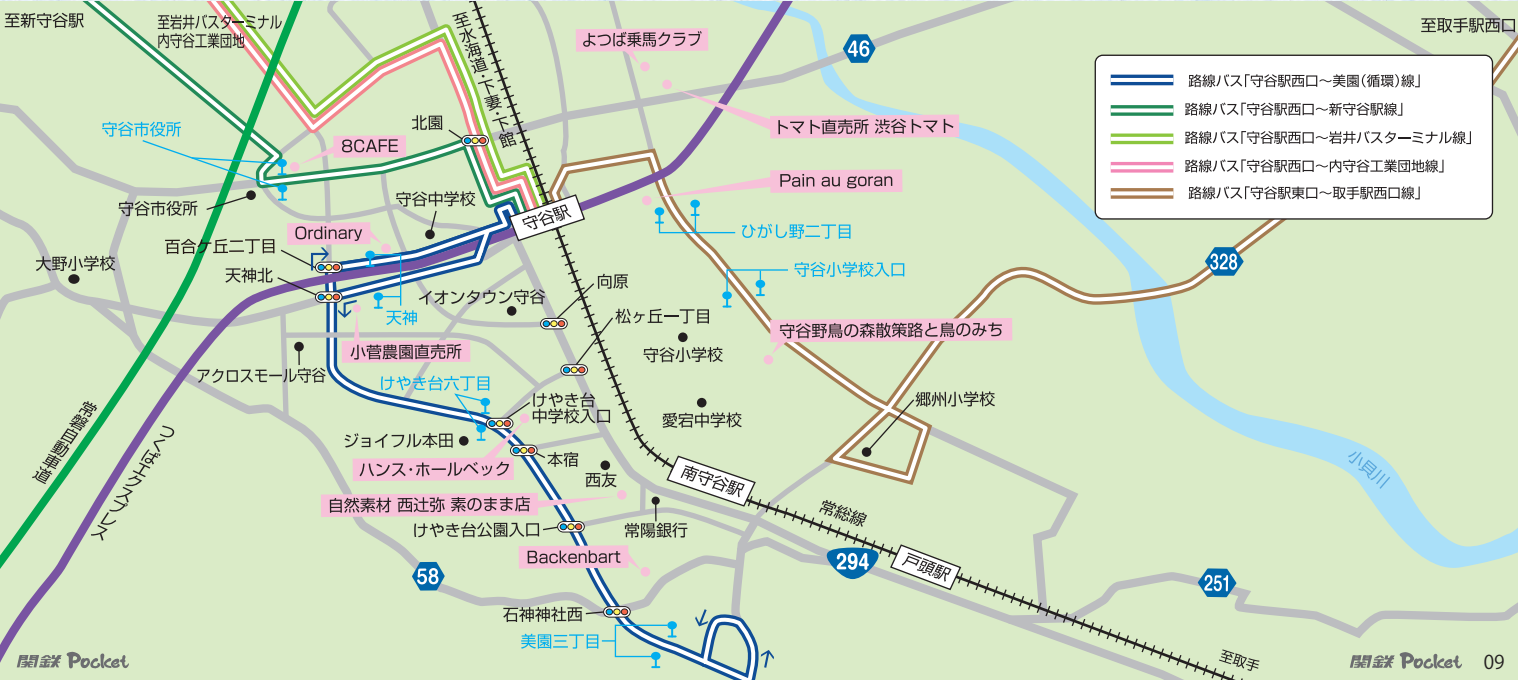 至新守谷駅
至岩井バスターミナル
内守谷工業団地
至水海道・下妻・下館
よつば乗馬クラブ
46
至取手駅西口
路線バス「守谷駅西口〜美園(循環)線」
路線バス「守谷駅西口〜新守谷駅線」
路線バス「守谷駅西口〜岩井バスターミナル線」
路線バス「守谷駅西口〜内守谷工業団地線」
路線バス「守谷駅東口〜取手駅西口線」
守谷市役所
8CAFE
北園
トマト直売所 渋谷トマト
Pain au goran
守谷市役所
守谷中学校
守谷駅
Ordinary
ひがし野二丁目
百合ケ丘二丁目
大野小学校
天神北
守谷小学校入口
328
イオンタウン守谷
向原
天神
松ヶ丘一丁目
守谷野鳥の森散策路と鳥のみち
小菅農園直売所
守谷小学校
アクロスモール守谷
けやき台六丁目
けやき台
中学校入口
愛宕中学校
郷州小学校
常磐自動車道
つくばエクスプレス
ジョイフル本田
本宿
ハンス・ホールベック
西友
南守谷駅
小貝川
自然素材 西辻弥 素のまま店
けやき台公園入口
常陽銀行
常総線
Backenbart
294
戸頭駅
58
251
石神神社西
美園三丁目
至取手
関鉄 Pocket
関鉄 Pocket
09